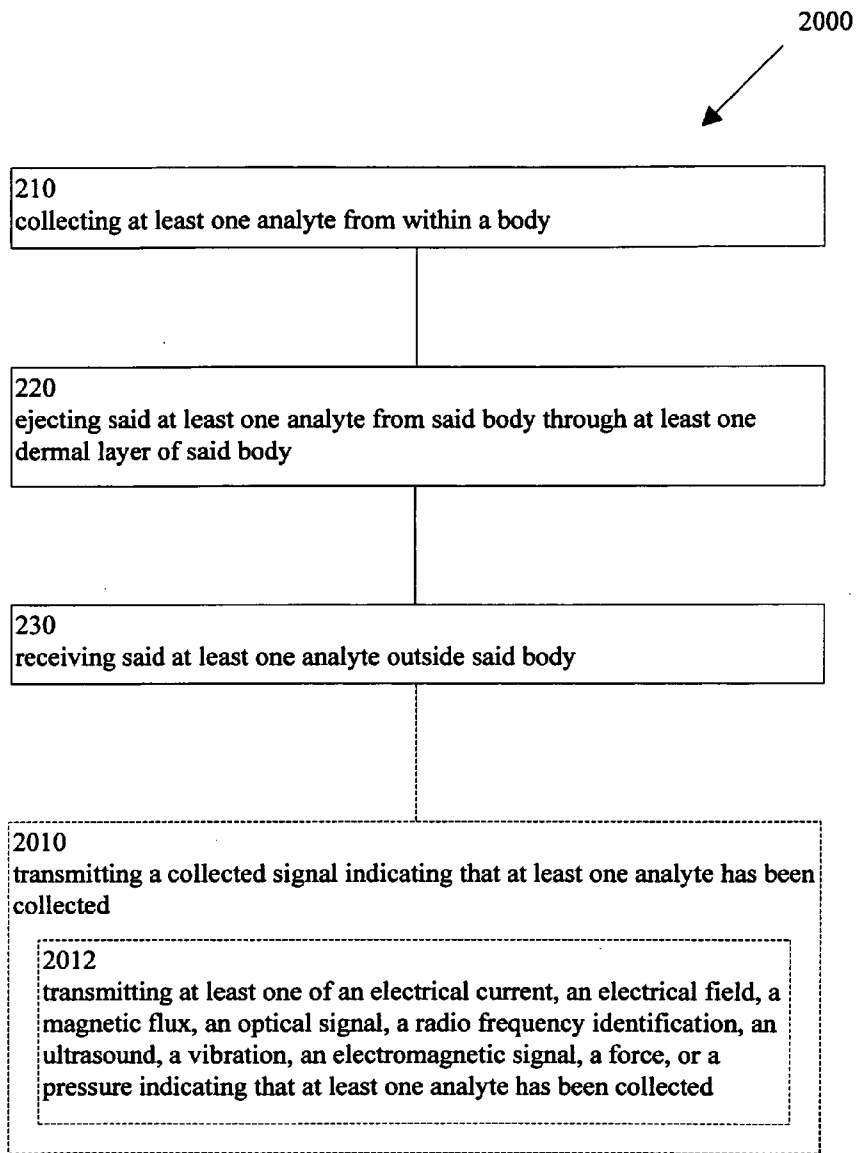 2000
210
collecting at least one analyte from within a body
220
ejecting said at least one analyte from said body through at least one
dermal layer of said body
230
receiving said at least one analyte outside said body
2010
transmitting a collected signal indicating that at least one analyte has been
collected
2012
transmitting at least one of an electrical current, an electrical field, a
magnetic flux, an optical signal, a radio frequency identification, an
ultrasound, a vibration, an electromagnetic signal, a force, or a
pressure indicating that at least one analyte has been collected